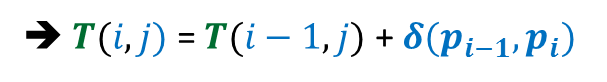 ➔ T(i, j) = T(i − 1, j) + δ(pᵢ₋₁, pᵢ)